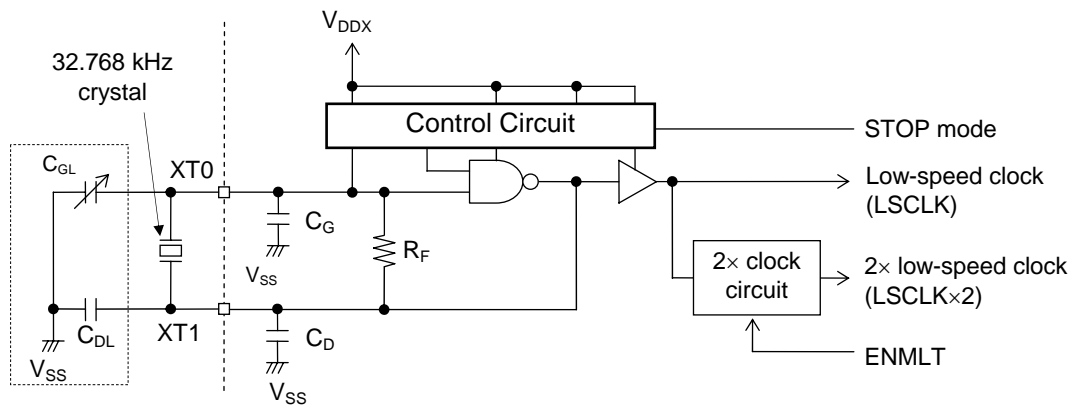 V_DDX
32.768 kHz
crystal
Control Circuit
STOP mode
C_GL
XT0
Low-speed clock
(LSCLK)
C_G
R_F
V_SS
2× clock
circuit
2× low-speed clock
(LSCLK×2)
C_DL
XT1
C_D
V_SS
V_SS
ENMLT